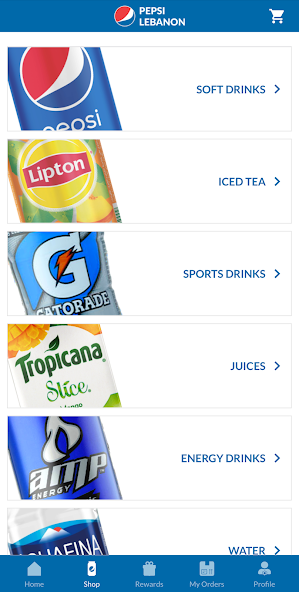 PEPSI
LEBANON
pepsi
SOFT DRINKS
Lipton
ICED TEA
G
GATORADE
SPORTS DRINKS
Tropicana
Slice
JUICES
amp
ENERGY
ENERGY DRINKS
AQUAFINA
WATER
Home
Shop
Rewards
My Orders
Profile